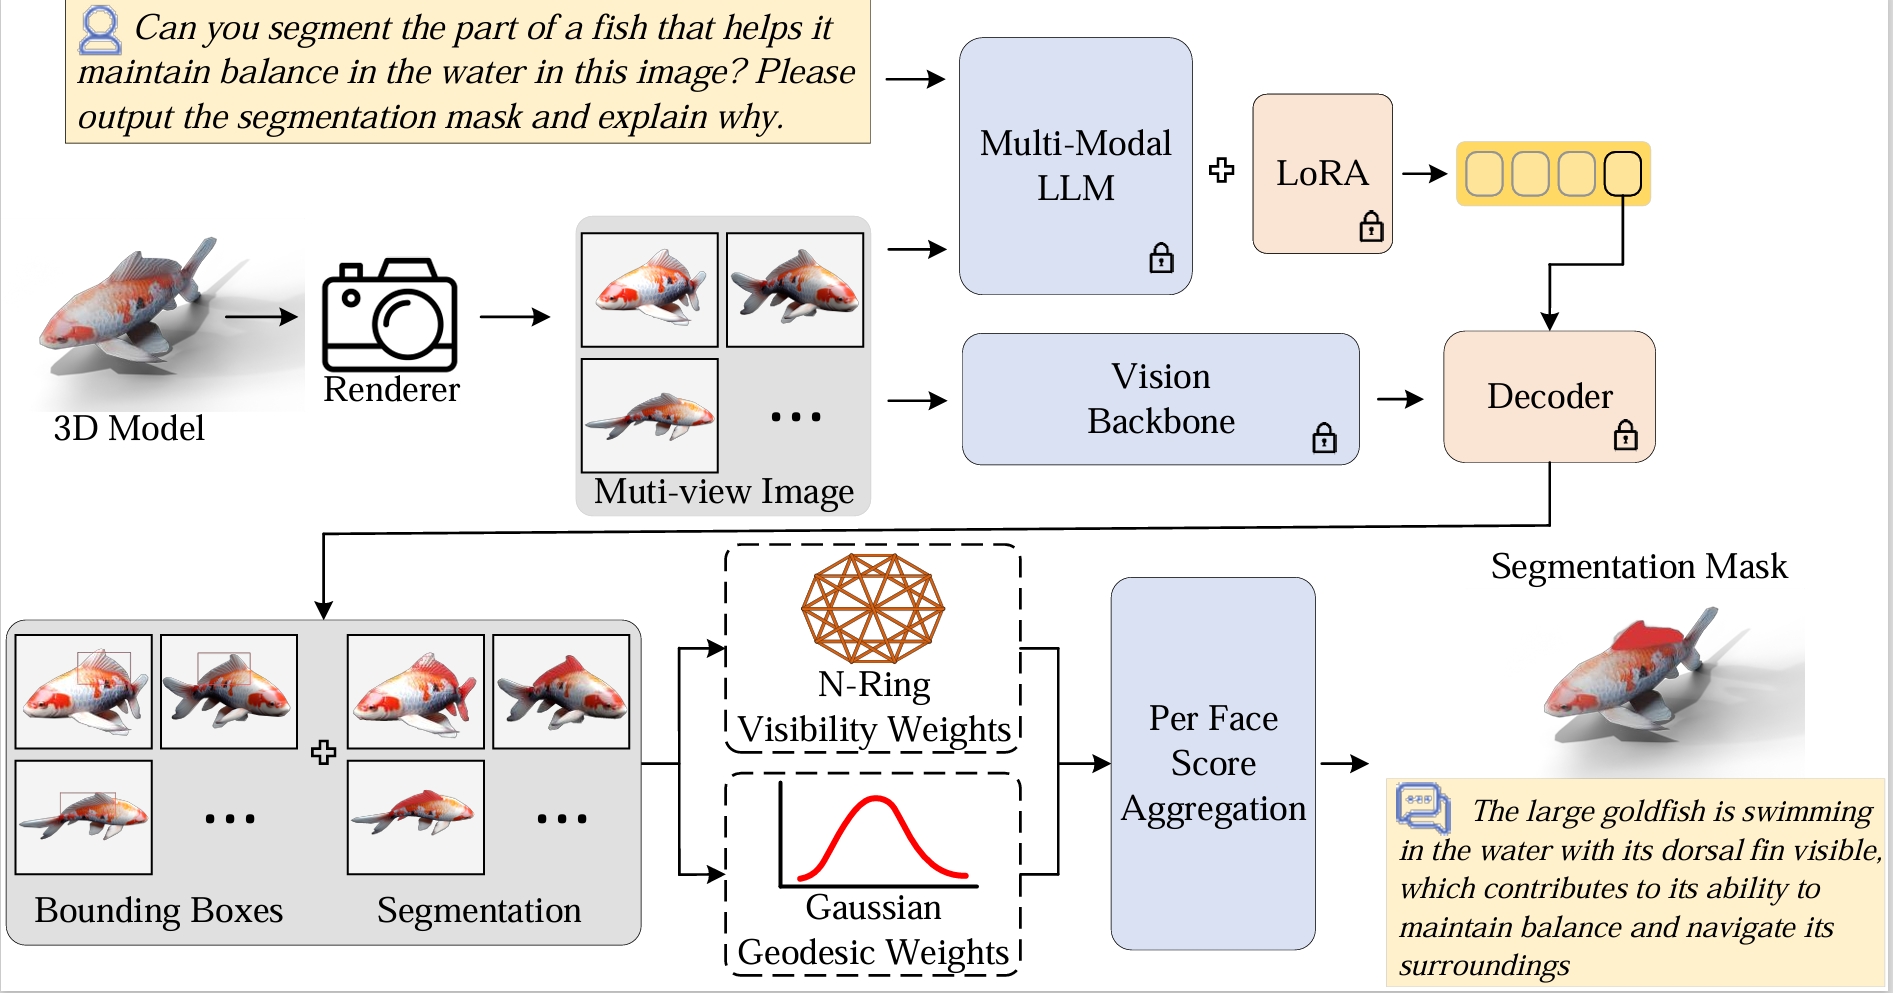 Can you segment the part of a fish that helps it
maintain balance in the water in this image? Please
output the segmentation mask and explain why.
Multi-Modal
LLM
LoRA
3D Model
Renderer
Muti-view Image
Vision
Backbone
Decoder
Bounding Boxes
Segmentation
N-Ring
Visibility Weights
Gaussian
Geodesic Weights
Per Face
Score
Aggregation
Segmentation Mask
The large goldfish is swimming
in the water with its dorsal fin visible,
which contributes to its ability to
maintain balance and navigate its
surroundings